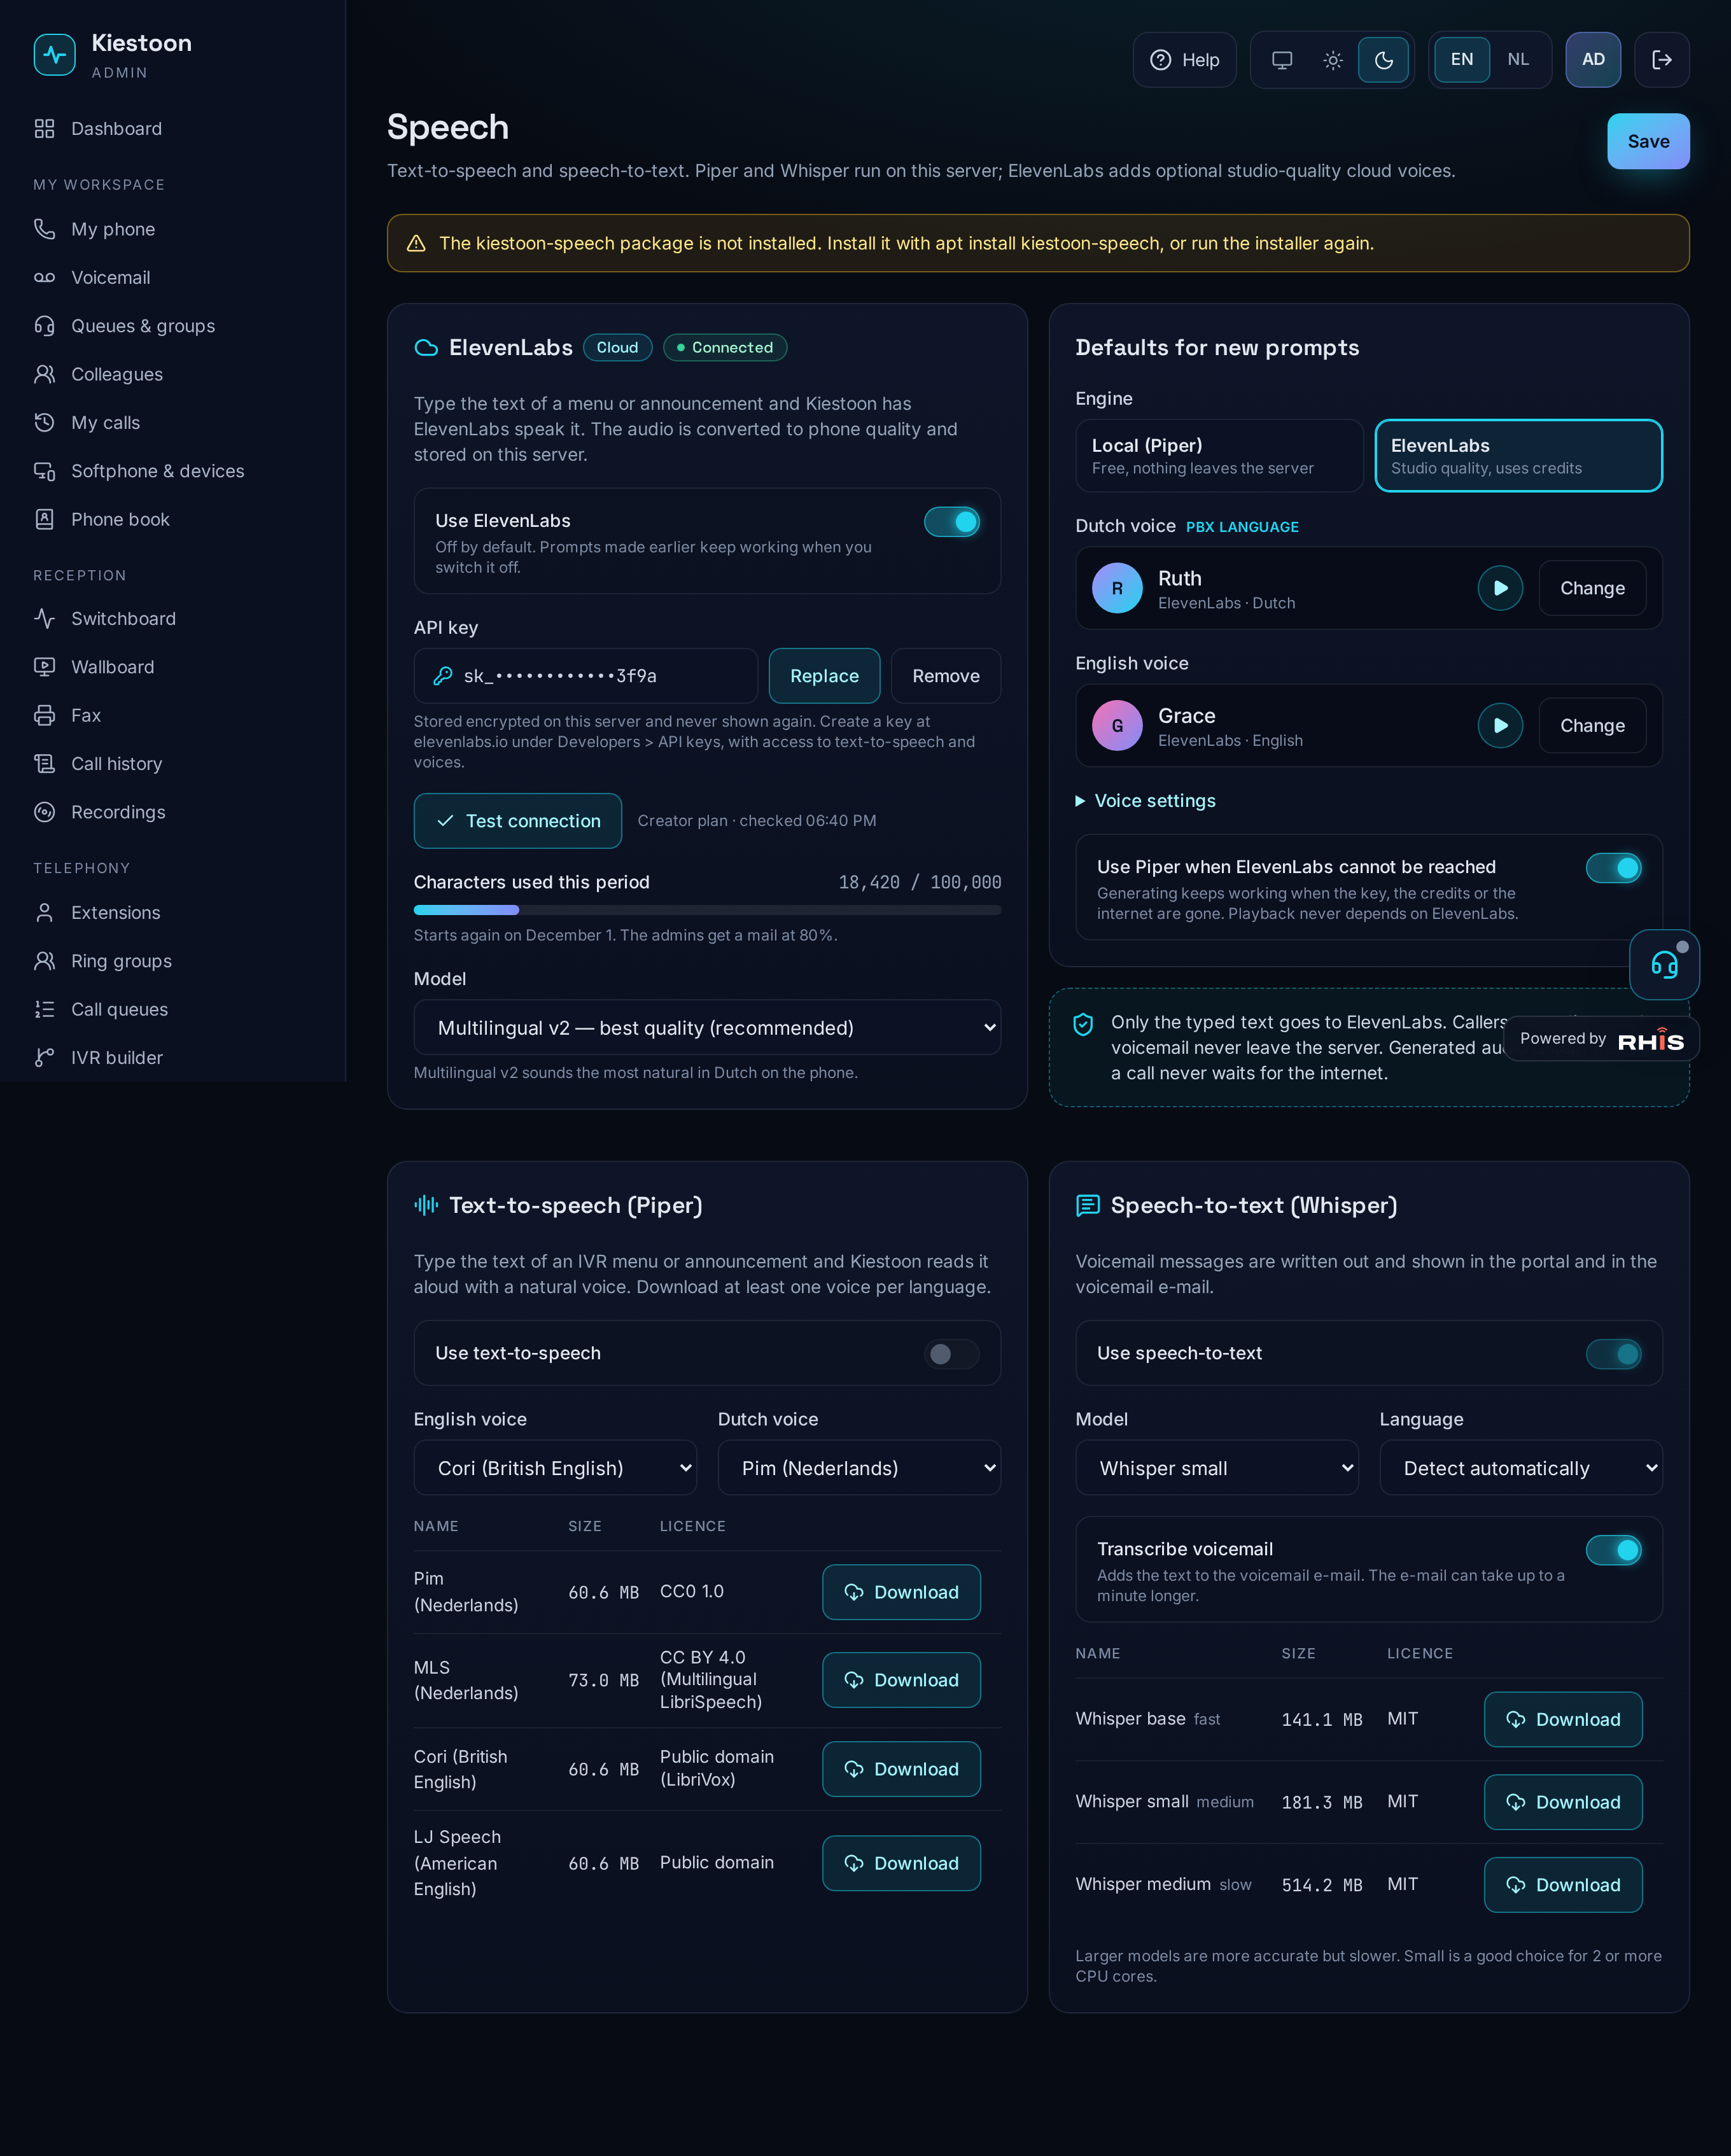 Kiestoon
ADMIN
Dashboard
MY WORKSPACE
My phone
Voicemail
Queues & groups
Colleagues
My calls
Softphone & devices
Phone book
RECEPTION
Switchboard
Wallboard
Fax
Call history
Recordings
TELEPHONY
Extensions
Ring groups
Call queues
IVR builder
Help
EN
NL
AD
Speech
Save
Text-to-speech and speech-to-text. Piper and Whisper run on this server; ElevenLabs adds optional studio-quality cloud voices.
The kiestoon-speech package is not installed. Install it with apt install kiestoon-speech, or run the installer again.
ElevenLabs Cloud Connected
Type the text of a menu or announcement and Kiestoon has
ElevenLabs speak it. The audio is converted to phone quality and
stored on this server.
Use ElevenLabs
Off by default. Prompts made earlier keep working when you
switch it off.
API key
sk_••••••••••••3f9a
Replace
Remove
Stored encrypted on this server and never shown again. Create a key at
elevenlabs.io under Developers > API keys, with access to text-to-speech and
voices.
Test connection
Creator plan · checked 06:40 PM
Characters used this period 18,420 / 100,000
Starts again on December 1. The admins get a mail at 80%.
Model
Multilingual v2 — best quality (recommended)
Multilingual v2 sounds the most natural in Dutch on the phone.
Defaults for new prompts
Engine
Local (Piper)
Free, nothing leaves the server
ElevenLabs
Studio quality, uses credits
Dutch voice PBX LANGUAGE
R
Ruth
ElevenLabs · Dutch
Change
English voice
G
Grace
ElevenLabs · English
Change
Voice settings
Use Piper when ElevenLabs cannot be reached
Generating keeps working when the key, the credits or the
internet are gone. Playback never depends on ElevenLabs.
Only the typed text goes to ElevenLabs. Callers
voicemail never leave the server. Generated
a call never waits for the internet.
Powered by RHIS
Text-to-speech (Piper)
Type the text of an IVR menu or announcement and Kiestoon reads it
aloud with a natural voice. Download at least one voice per language.
Use text-to-speech
English voice
Dutch voice
Cori (British English)
Pim (Nederlands)
NAME SIZE LICENCE
Pim
(Nederlands)
60.6 MB
CC0 1.0
Download
MLS
(Nederlands)
73.0 MB
CC BY 4.0
(Multilingual
LibriSpeech)
Download
Cori (British
English)
60.6 MB
Public domain
(LibriVox)
Download
LJ Speech
(American
English)
60.6 MB
Public domain
Download
Speech-to-text (Whisper)
Voicemail messages are written out and shown in the portal and in the
voicemail e-mail.
Use speech-to-text
Model
Language
Whisper small
Detect automatically
Transcribe voicemail
Adds the text to the voicemail e-mail. The e-mail can take up to a
minute longer.
NAME SIZE LICENCE
Whisper base fast 141.1 MB MIT Download
Whisper small medium 181.3 MB MIT Download
Whisper medium slow 514.2 MB MIT Download
Larger models are more accurate but slower. Small is a good choice for 2 or more
CPU cores.